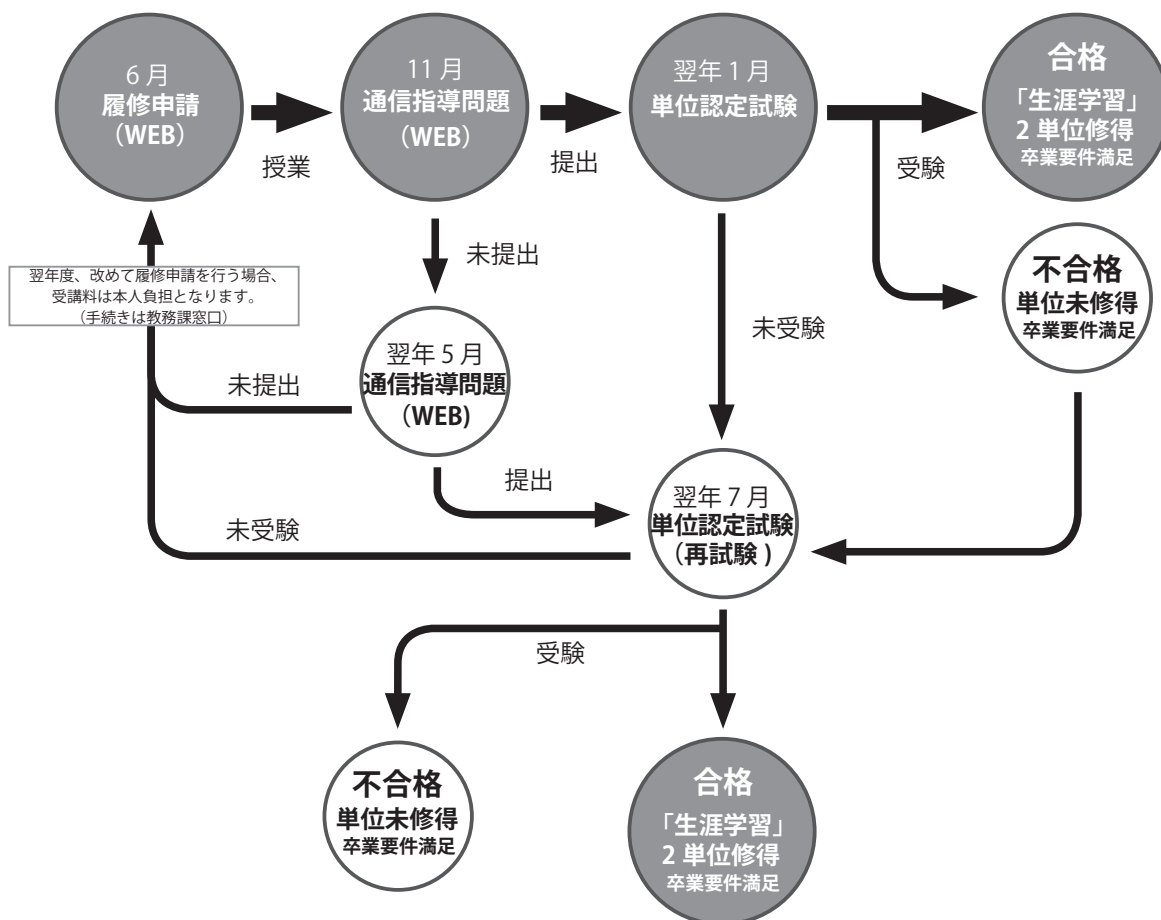 6 月
履修申請
（WEB）
授業
11 月
通信指導問題
（WEB）
提出
翌年 1 月
単位認定試験
受験
合格
「生涯学習」
2 単位修得
卒業要件満足
不合格
単位未修得
卒業要件満足
未提出
翌年度、改めて履修申請を行う場合、
受講料は本人負担となります。
（手続きは教務課窓口）
未受験
翌年 5 月
通信指導問題
（WEB)
未提出
提出
翌年 7 月
単位認定試験
（再試験 )
未受験
受験
不合格
単位未修得
卒業要件満足
合格
「生涯学習」
2 単位修得
卒業要件満足